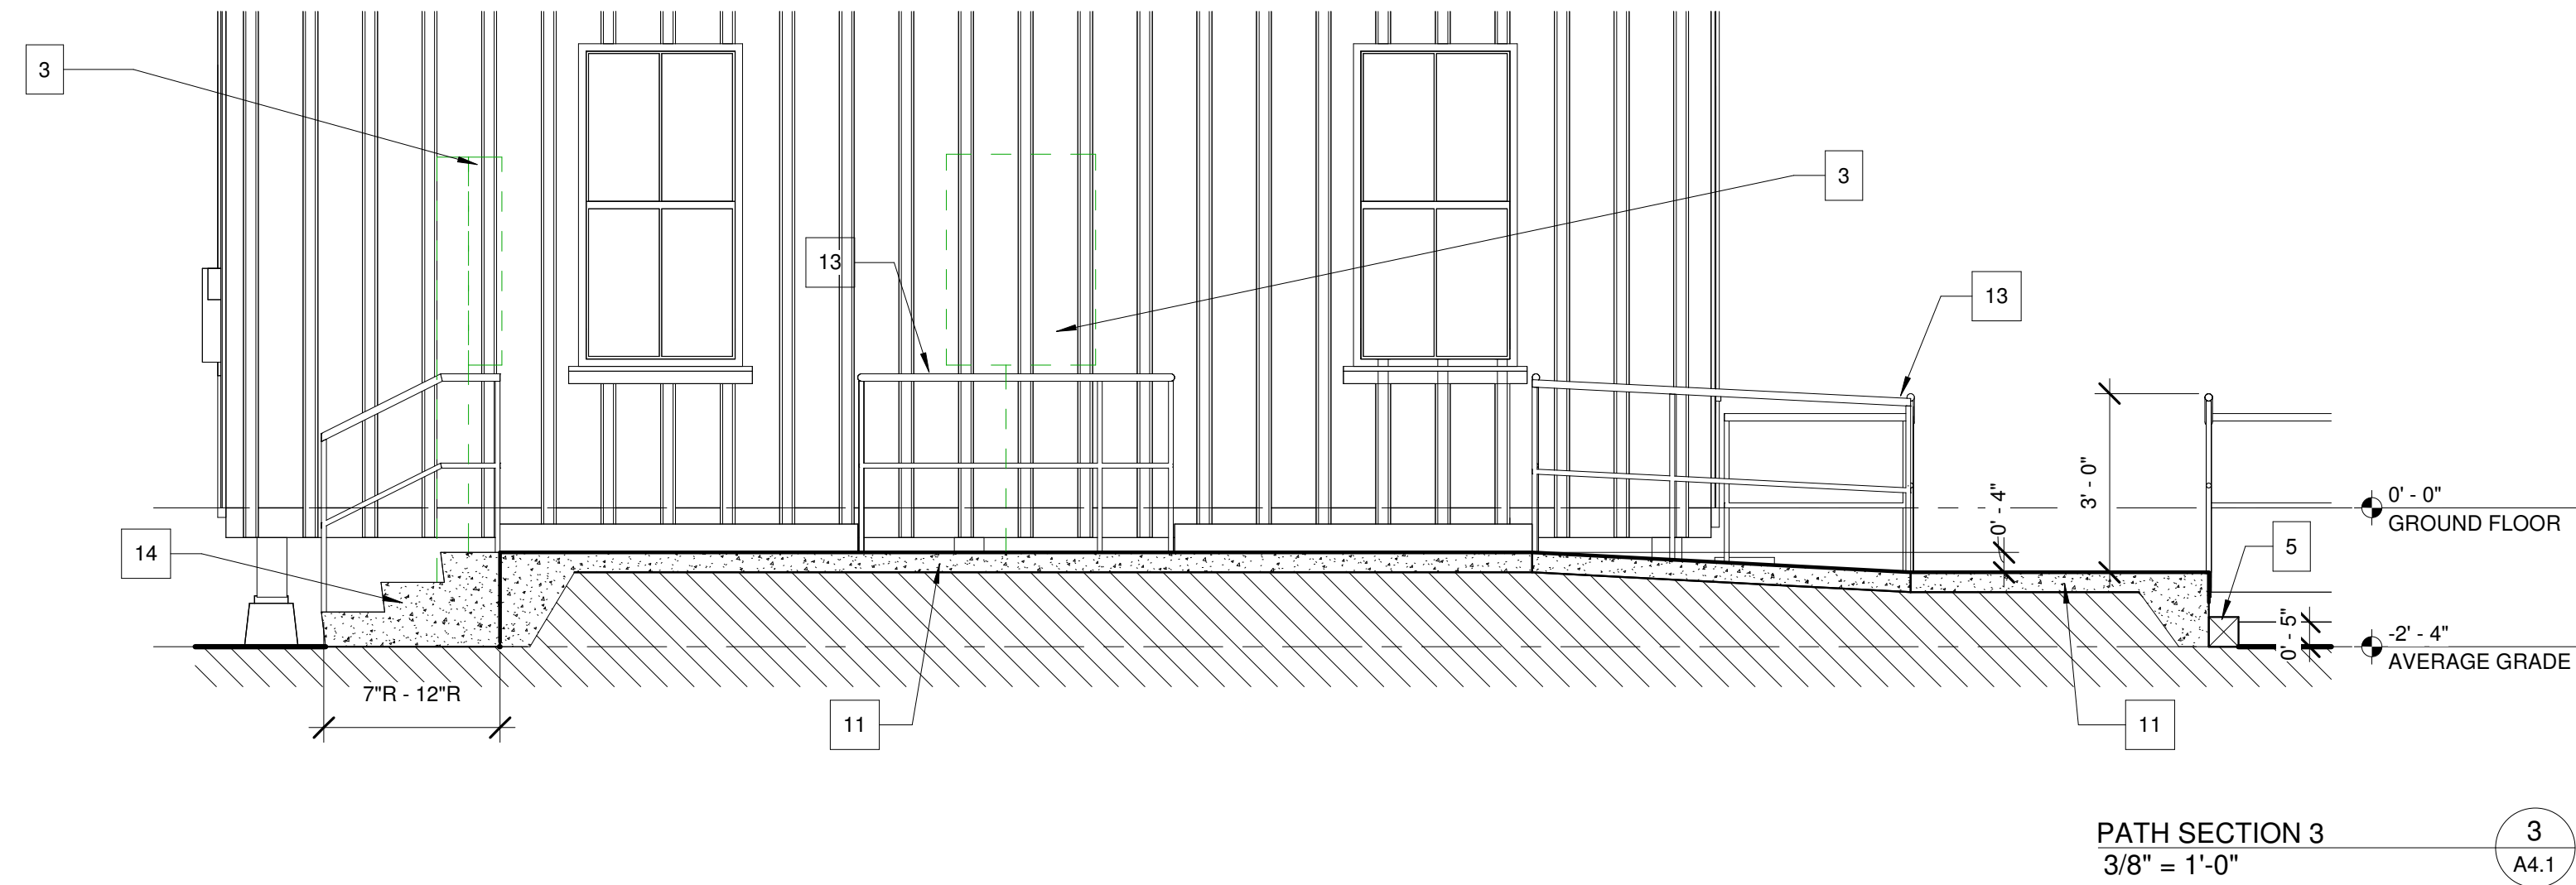 3
3
13
13
0' - 4"
3' - 0"
0' - 0"
GROUND FLOOR
14
5
0' - 5"
-2' - 4"
AVERAGE GRADE
7"R - 12"R
11
11
PATH SECTION 3
3/8" = 1'-0"
3
A4.1